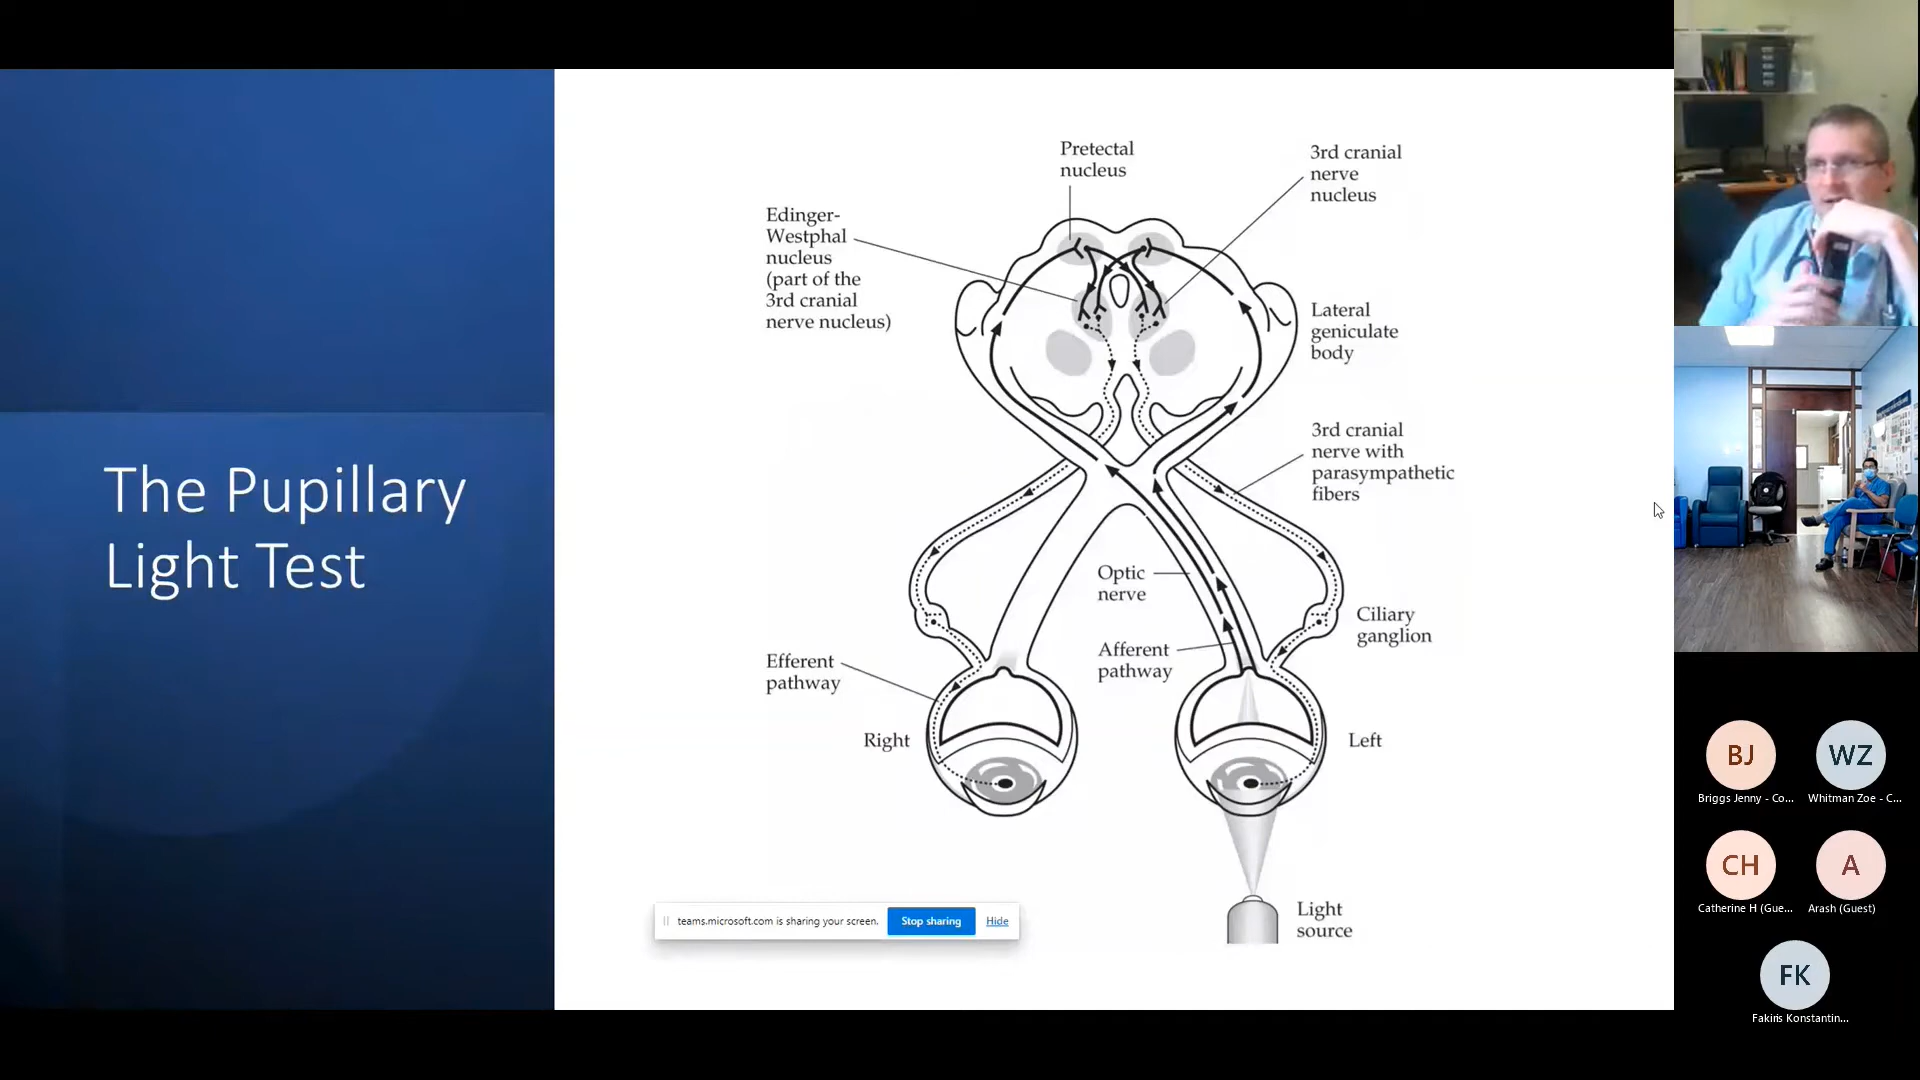 The Pupillary
Light Test
Pretectal
nucleus
3rd cranial
nerve
nucleus
Edinger-
Westphal
nucleus
(part of the
3rd cranial
nerve nucleus)
Lateral
geniculate
body
3rd cranial
nerve with
parasympathetic
fibers
Optic
nerve
Afferent
pathway
Ciliary
ganglion
Efferent
pathway
Right
Left
Light
source
teams.microsoft.com is sharing your screen.
Stop sharing
Hide
BJ
Briggs Jenny - Co...
WZ
Whitman Zoe - C...
CH
Catherine H (Gue...
A
Arash (Guest)
FK
Fakiris Konstantin...